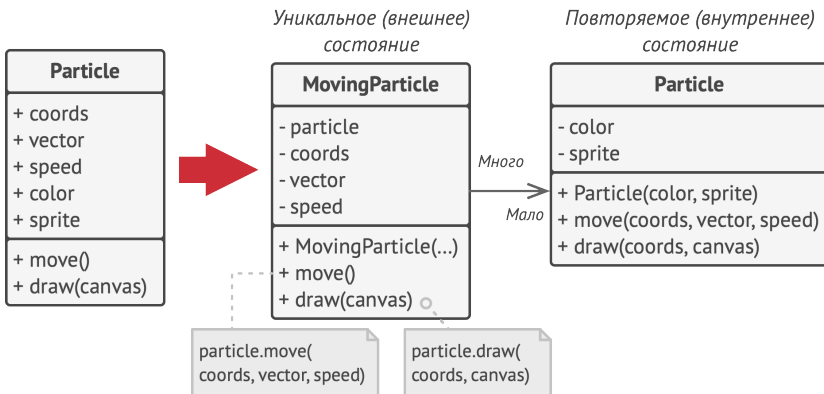 Уникальное (внешнее)
состояние
Повторяемое (внутреннее)
состояние
Particle
+ coords
+ vector
+ speed
+ color
+ sprite
+ move()
+ draw(canvas)
MovingParticle
- particle
- coords
- vector
- speed
+ MovingParticle(...)
+ move()
+ draw(canvas)
particle.move(
coords, vector, speed)
particle.draw(
coords, canvas)
Много
Мало
Particle
- color
- sprite
+ Particle(color, sprite)
+ move(coords, vector, speed)
+ draw(coords, canvas)